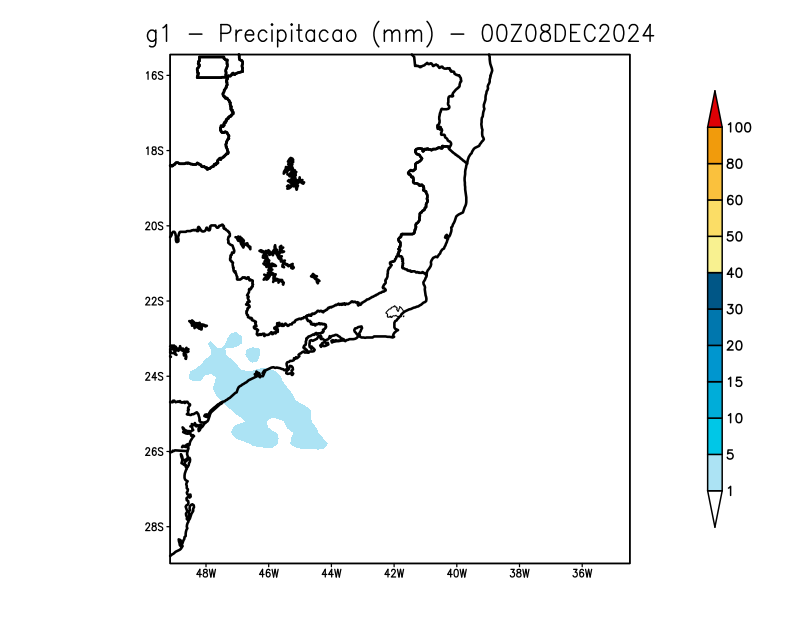 g1 – Precipitacao (mm) – 00Z08DEC2024
16S
18S
20S
22S
24S
26S
28S
48W 46W 44W 42W 40W 38W 36W
100
80
60
50
40
30
20
15
10
5
1